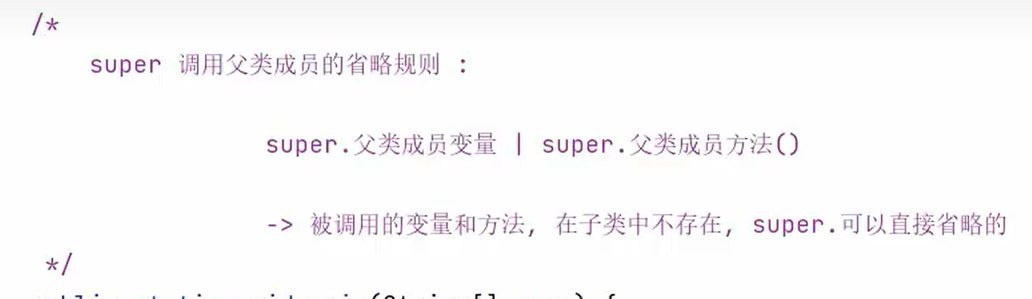 /*
super 调用父类成员的省略规则 :
super.父类成员变量 | super.父类成员方法()
-> 被调用的变量和方法, 在子类中不存在, super.可以直接省略的
*/